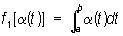 f₁[α(t)] = ∫ₐᵇ α(t)dt